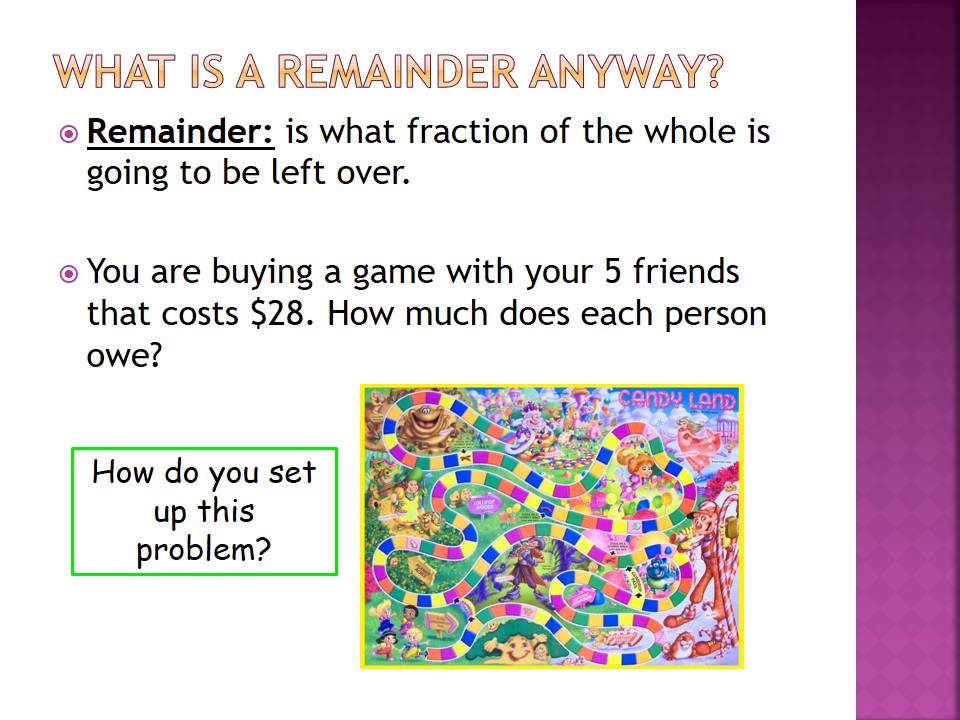 WHAT IS A REMAINDER ANYWAY?
Remainder: is what fraction of the whole is
going to be left over.
You are buying a game with your 5 friends
that costs $28. How much does each person
owe?
How do you set
up this
problem?
CANDY LAND
LOLLIPOP
WOODS